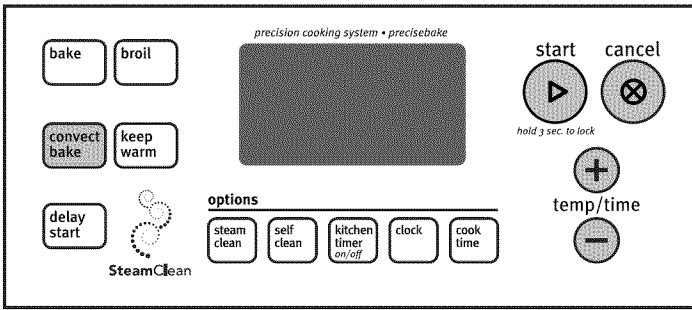 precision cooking system • precisebake
bake
broil
start
cancel
hold 3 sec. to lock
convect
bake
keep
warm
temp/time
delay
start
SteamClean
options
steam
clean
self
clean
kitchen
timer
on/off
clock
cook
time